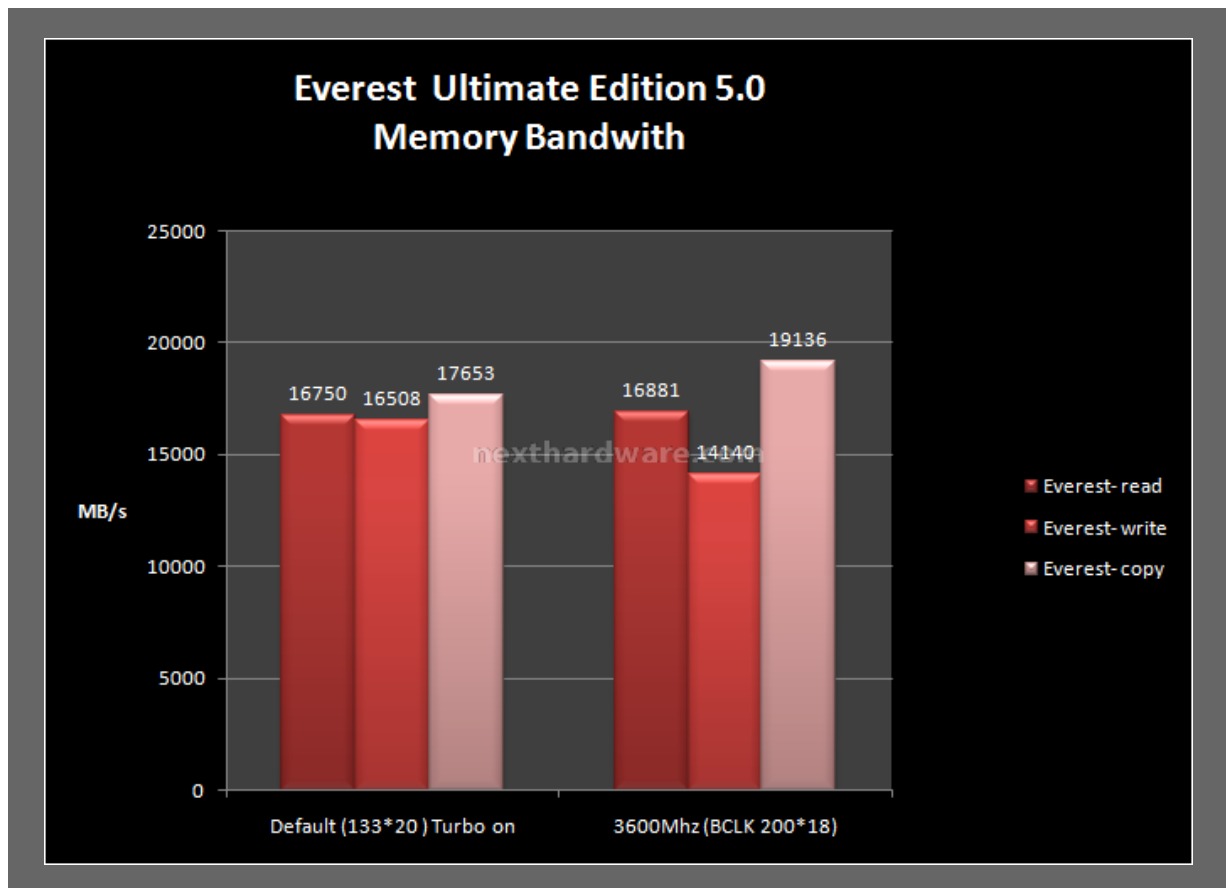 Everest Ultimate Edition 5.0
Memory Bandwith
25000
20000
15000
10000
5000
0
MB/s
16750
16508
17653
16881
14140
19136
nexthardware.com
Default (133*20 ) Turbo on
3600Mhz (BCLK 200*18)
Everest- read
Everest- write
Everest- copy